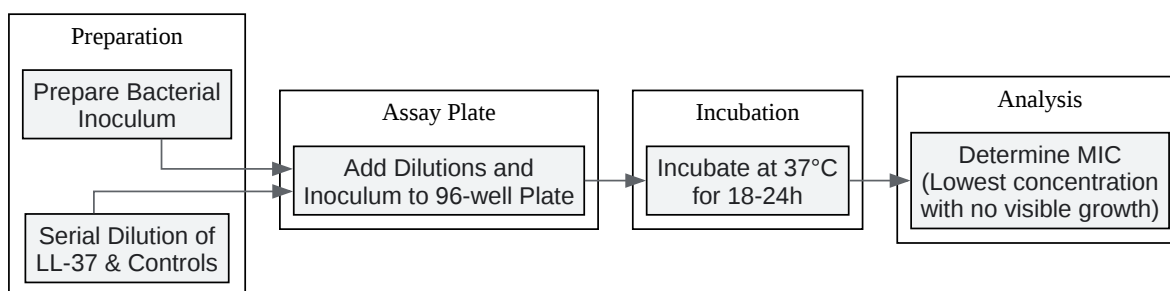 Preparation
Prepare Bacterial
Inoculum
Serial Dilution of
LL-37 & Controls
Assay Plate
Add Dilutions and
Inoculum to 96-well Plate
Incubation
Incubate at 37°C
for 18-24h
Analysis
Determine MIC
(Lowest concentration
with no visible growth)